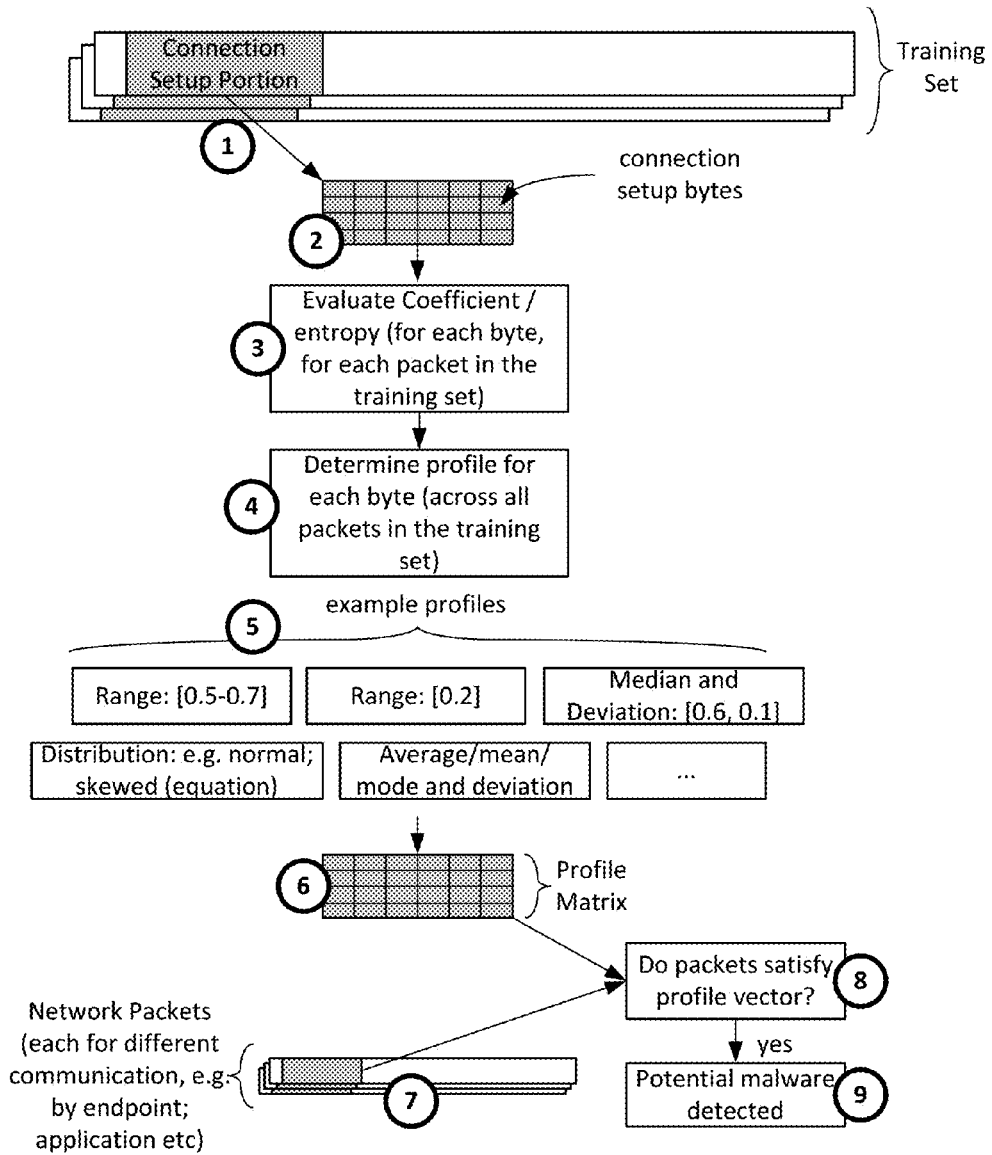 Connection
Setup Portion
Training
Set
1
connection
setup bytes
2
Evaluate Coefficient /
entropy (for each byte,
for each packet in the
training set)
3
Determine profile for
each byte (across all
packets in the training
set)
4
example profiles
5
Range: [0.5-0.7]
Range: [0.2]
Median and
Deviation: [0.6, 0.1]
Distribution: e.g. normal;
skewed (equation)
Average/mean/
mode and deviation
...
6
Profile
Matrix
Do packets satisfy
profile vector?
8
Network Packets
(each for different
communication, e.g.
by endpoint;
application etc)
7
yes
Potential malware
detected
9